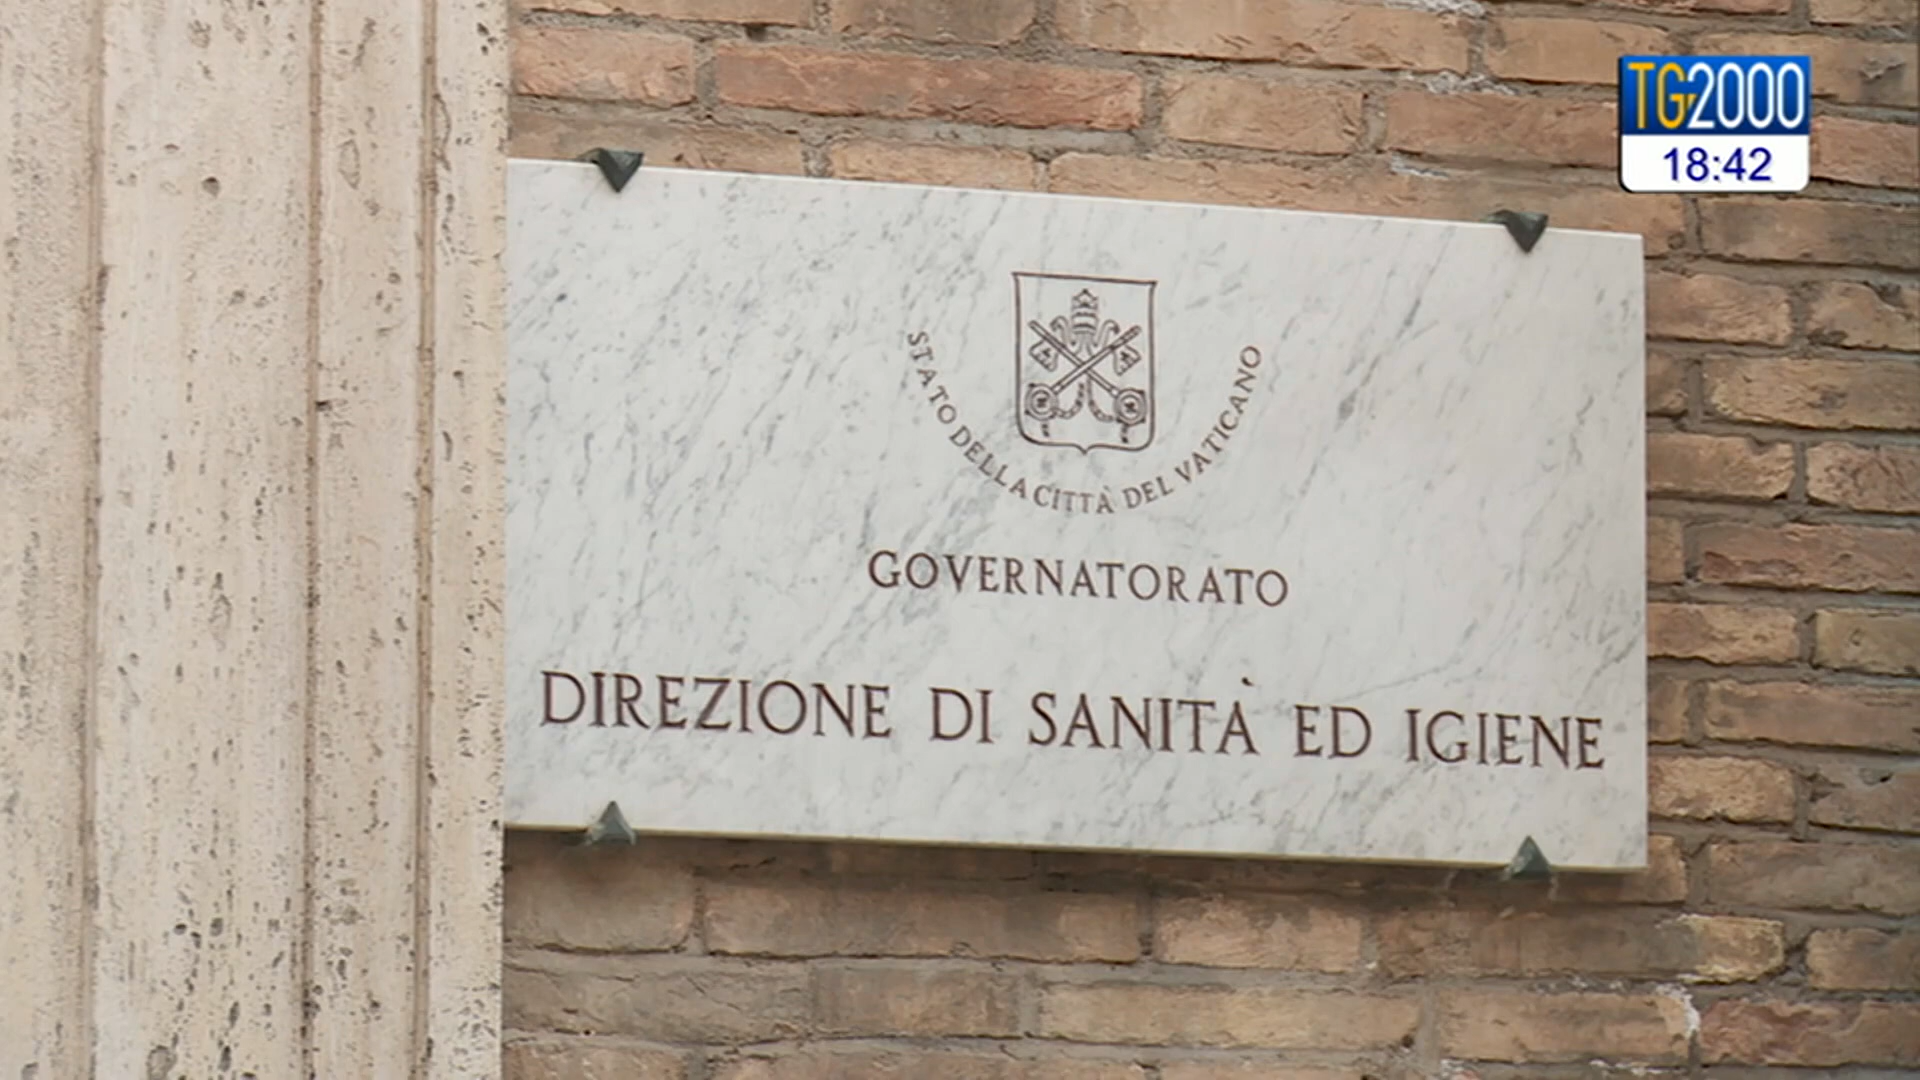 TG2000
18:42
STATO DELLA CITTÀ DEL VATICANO
GOVERNATORATO
DIREZIONE DI SANITÀ ED IGIENE